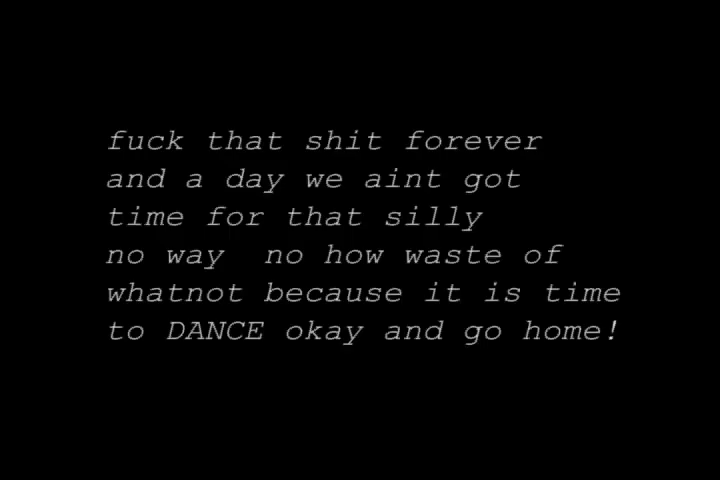 fuck that shit forever
and a day we aint got
time for that silly
no way  no how waste of
whatnot because it is time
to DANCE okay and go home!